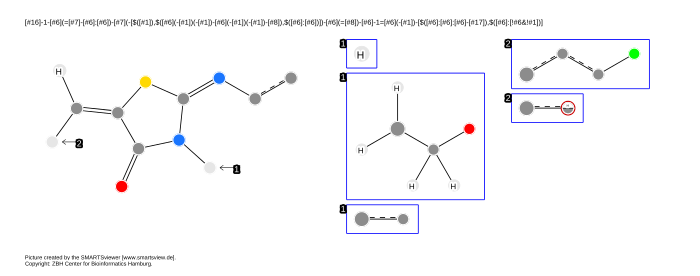 [#16]-1-[#6](=[#7]-[#6]:[#6])-[#7](-[$([#1]),$([#6](-[#1])(-[#1])-[#6](-[#1])(-[#1])-[#8]),$([#6]:[#6])])-[#6](=[#8])-[#6]-1=[#6](-[#1])-[$([#6]:[#6]:[#6]-[#17]),$([#6]:[!#6&!#1])]
1
H
2
1
H
H
H
H
2
2
H
1
1
Picture created by the SMARTSviewer [www.smartsview.de].
Copyright: ZBH Center for Bioinformatics Hamburg.